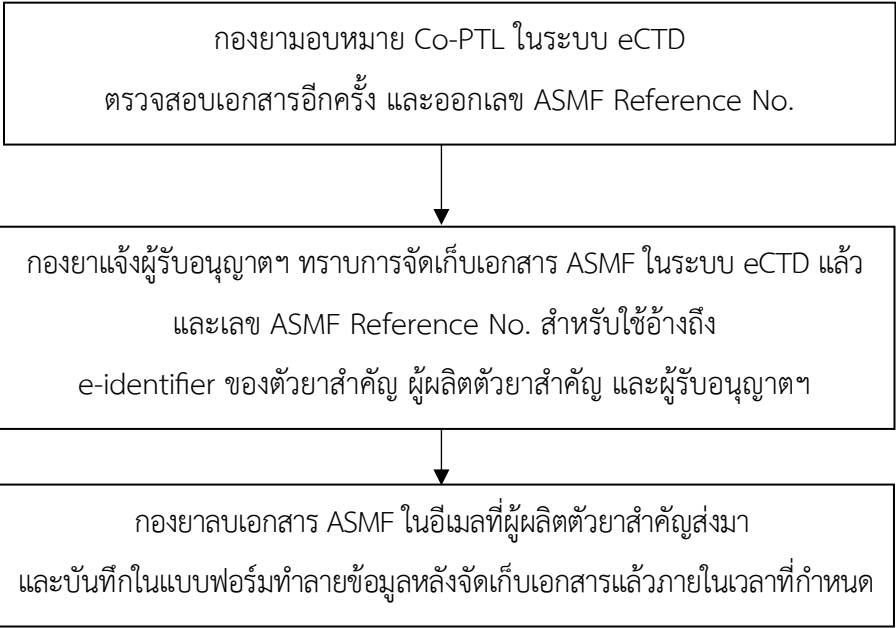 กองยามอบหมาย Co-PTL ในระบบ eCTD
ตรวจสอบเอกสารอีกครั้ง และออกเลข ASMF Reference No.
กองยาแจ้งผู้รับอนุญาตฯ ทราบการจัดเก็บเอกสาร ASMF ในระบบ eCTD แล้ว
และเลข ASMF Reference No. สำหรับใช้อ้างถึง
e-identifier ของตัวยาสำคัญ ผู้ผลิตตัวยาสำคัญ และผู้รับอนุญาตฯ
กองยาลบเอกสาร ASMF ในอีเมลที่ผู้ผลิตตัวยาสำคัญส่งมา
และบันทึกในแบบฟอร์มทำลายข้อมูลหลังจัดเก็บเอกสารแล้วภายในเวลาที่กำหนด